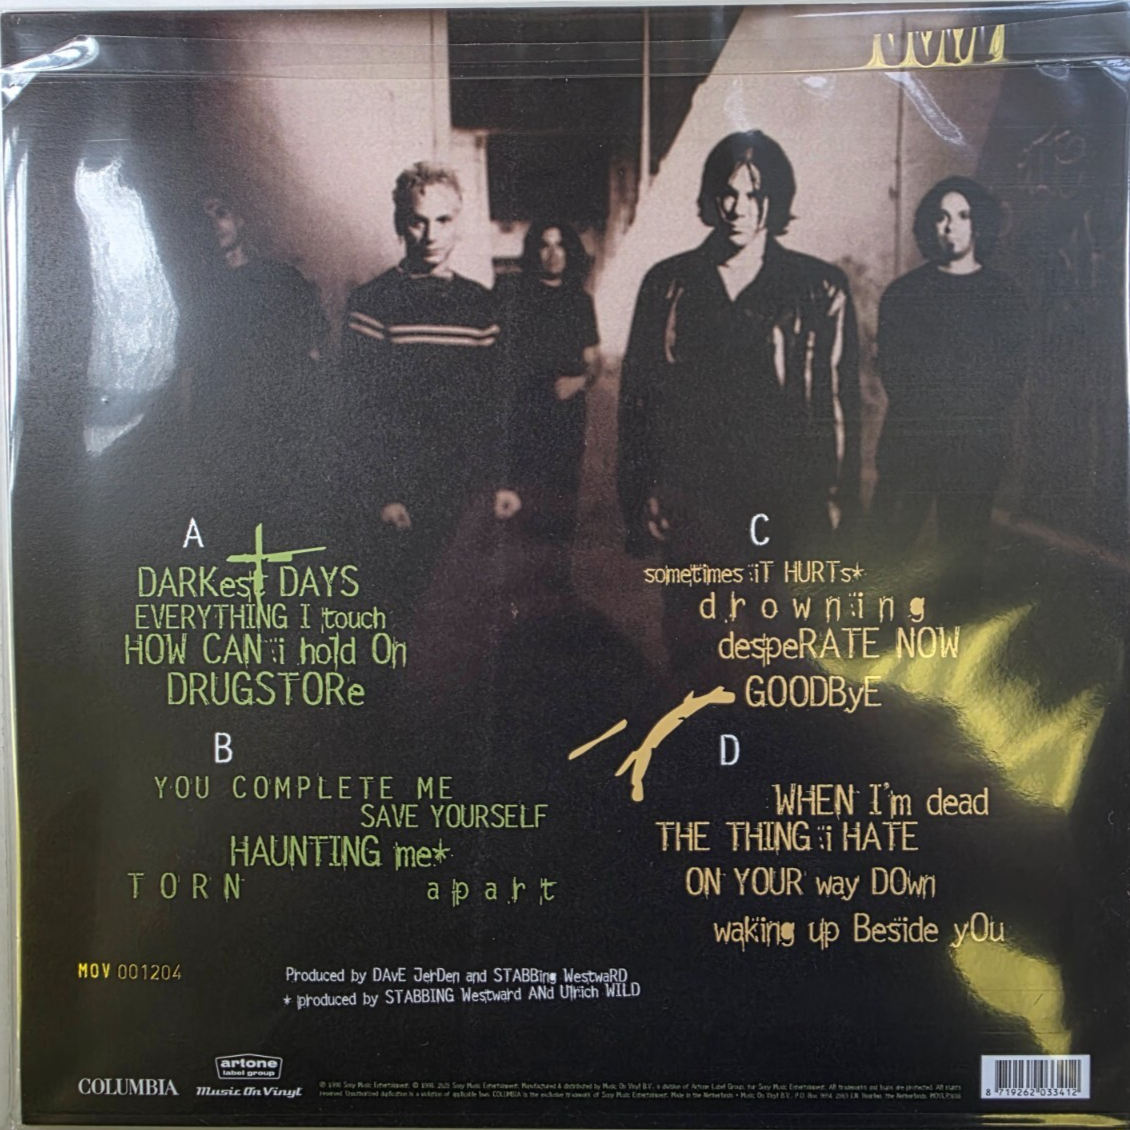 A
DARKest DAYS
EVERYTHING I touch
HOW CAN i hold On
DRUGSTORe
B
YOU COMPLETE ME
SAVE YOURSELF
HAUNTING me*
TORN apart
C
sometimes iT HURTs*
drowning
despeRATE NOW
GOODByE
D
WHEN I'm dead
THE THING i HATE
ON YOUR way DOwn
waking up Beside yOu
MOV 001204
Produced by DAvE JerDen and STABBing WestwaRD
* produced by STABBING Westward ANd Ulrich WILD
COLUMBIA
artone
label group
Music On Vinyl
8 719262 033412